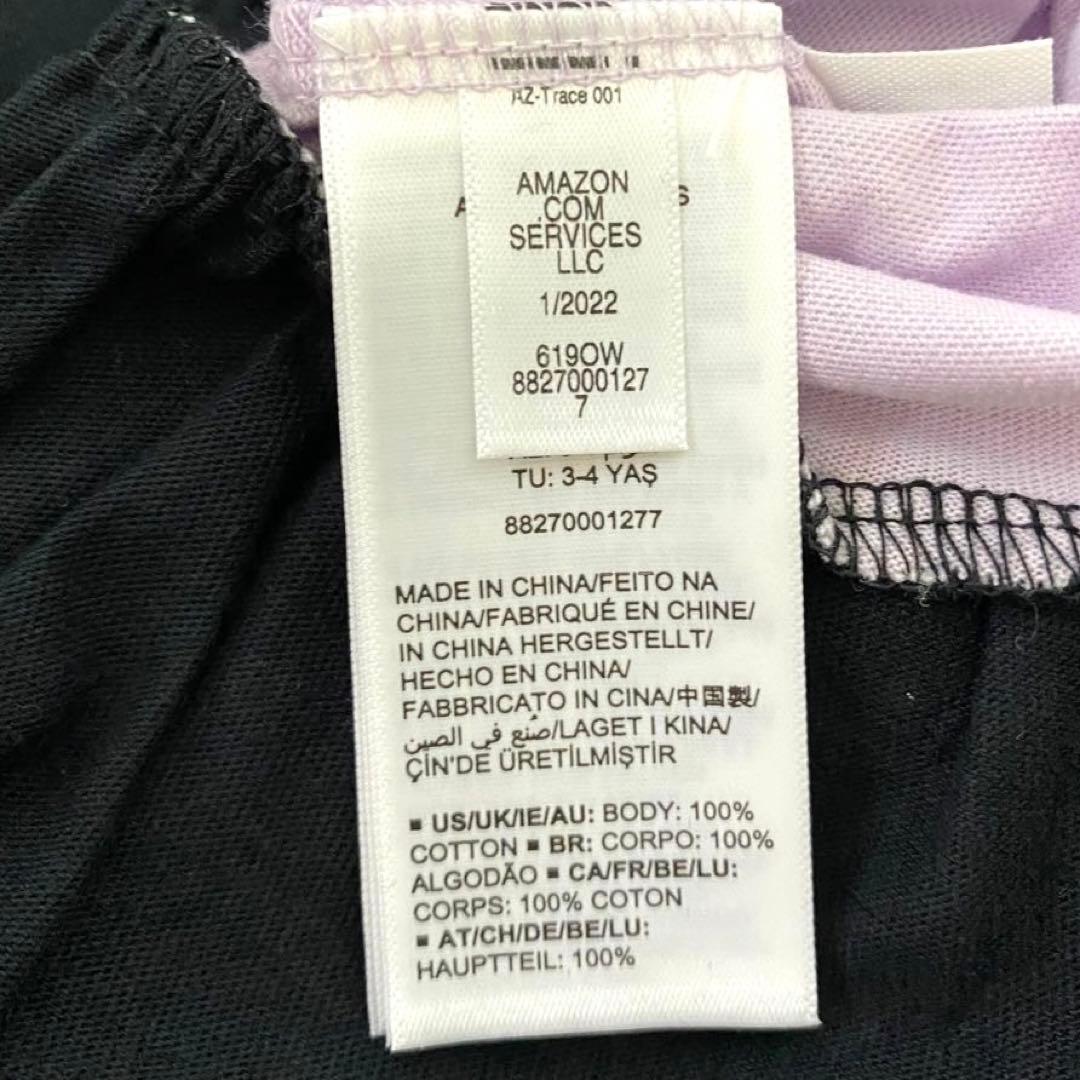 AZ-Trace 001
AMAZON
.COM
SERVICES
LLC
1/2022
619OW
8827000127
7
TU: 3-4 YAŞ
88270001277
MADE IN CHINA/FEITO NA
CHINA/FABRIQUÉ EN CHINE/
IN CHINA HERGESTELLT/
HECHO EN CHINA/
FABBRICATO IN CINA/中国製/
صُنع في الصين/LAGET I KINA/
ÇİN'DE ÜRETİLMİŞTİR
▪ US/UK/IE/AU: BODY: 100%
COTTON ▪ BR: CORPO: 100%
ALGODÃO ▪ CA/FR/BE/LU:
CORPS: 100% COTON
▪ AT/CH/DE/BE/LU:
HAUPTTEIL: 100%